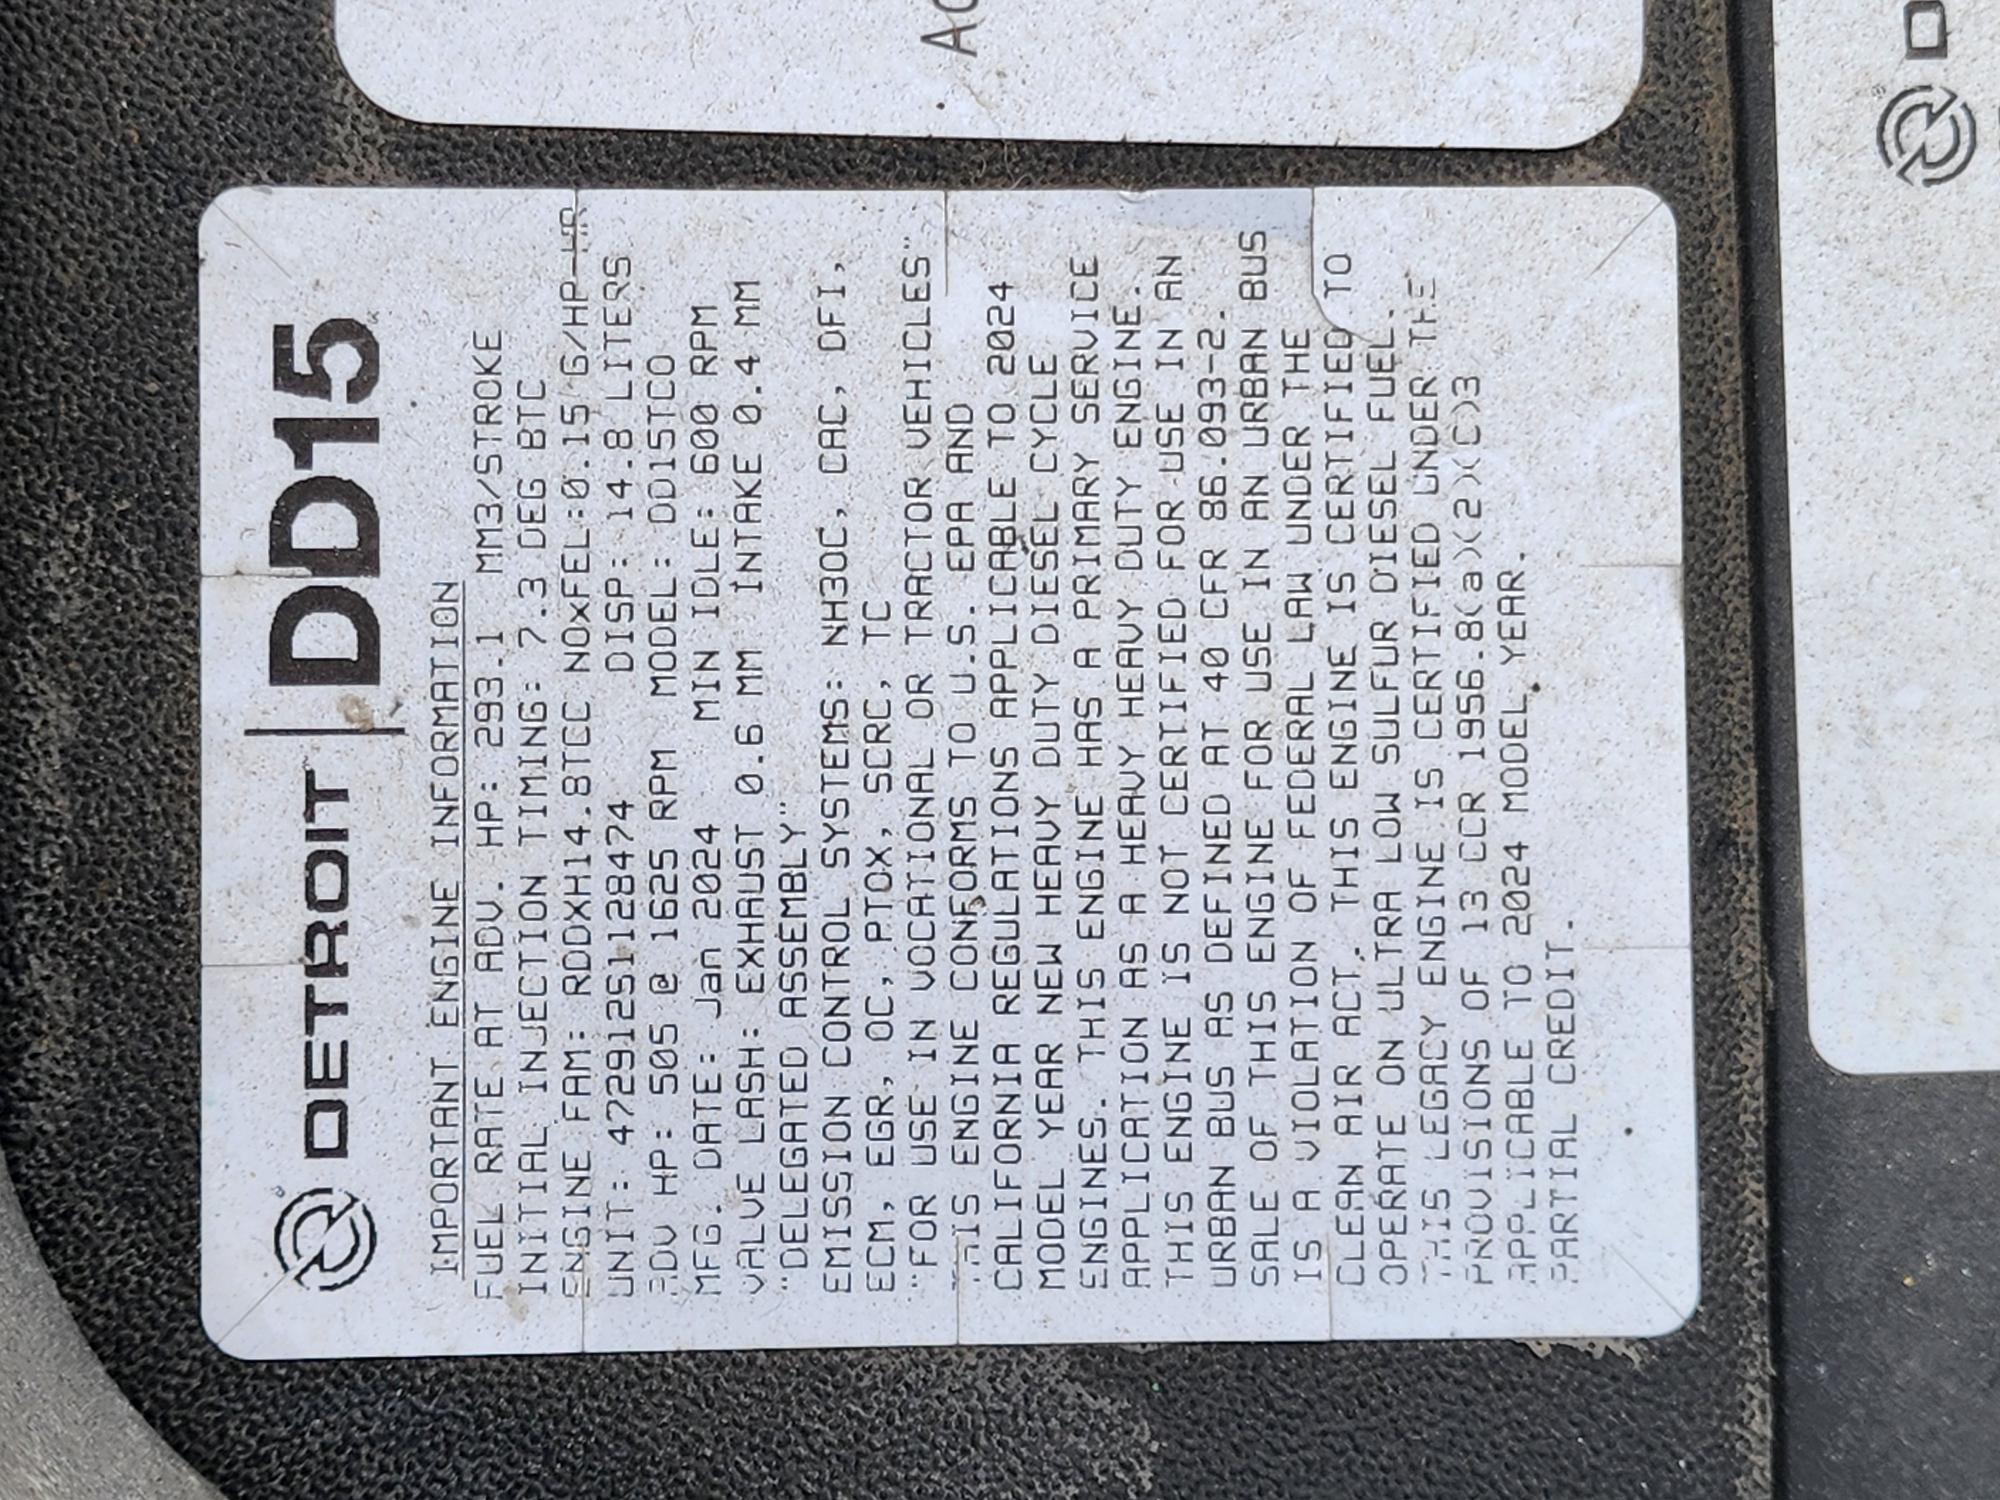 DETROIT DD15
IMPORTANT ENGINE INFORMATION
FUEL RATE AT ADV. HP: 293.1 MM3/STROKE
INITIAL INJECTION TIMING: 7.3 DEG BTC
ENGINE FAM: RDDXH14.8TCC NOxFEL:0.15 G/HP-HR
UNIT: 472912S1128474 DISP: 14.8 LITERS
ADV HP: 505 @ 1625 RPM MODEL: DD15TCO
MFG. DATE: Jan 2024 MIN IDLE: 600 RPM
VALVE LASH: EXHAUST 0.6 MM INTAKE 0.4 MM
"DELEGATED ASSEMBLY"
EMISSION CONTROL SYSTEMS: NH3OC, CAC, DFI,
ECM, EGR, OC, PTOX, SCRC, TC
"FOR USE IN VOCATIONAL OR TRACTOR VEHICLES"
THIS ENGINE CONFORMS TO U.S. EPA AND
CALIFORNIA REGULATIONS APPLICABLE TO 2024
MODEL YEAR NEW HEAVY DUTY DIESEL CYCLE
ENGINES. THIS ENGINE HAS A PRIMARY SERVICE
APPLICATION AS A HEAVY HEAVY DUTY ENGINE.
THIS ENGINE IS NOT CERTIFIED FOR USE IN AN
URBAN BUS AS DEFINED AT 40 CFR 86.093-2.
SALE OF THIS ENGINE FOR USE IN AN URBAN BUS
IS A VIOLATION OF FEDERAL LAW UNDER THE
CLEAN AIR ACT. THIS ENGINE IS CERTIFIED TO
OPERATE ON ULTRA LOW SULFUR DIESEL FUEL.
THIS LEGACY ENGINE IS CERTIFIED UNDER THE
PROVISIONS OF 13 CCR 1956.8(a)(2)(C)3
APPLICABLE TO 2024 MODEL YEAR.
PARTIAL CREDIT.